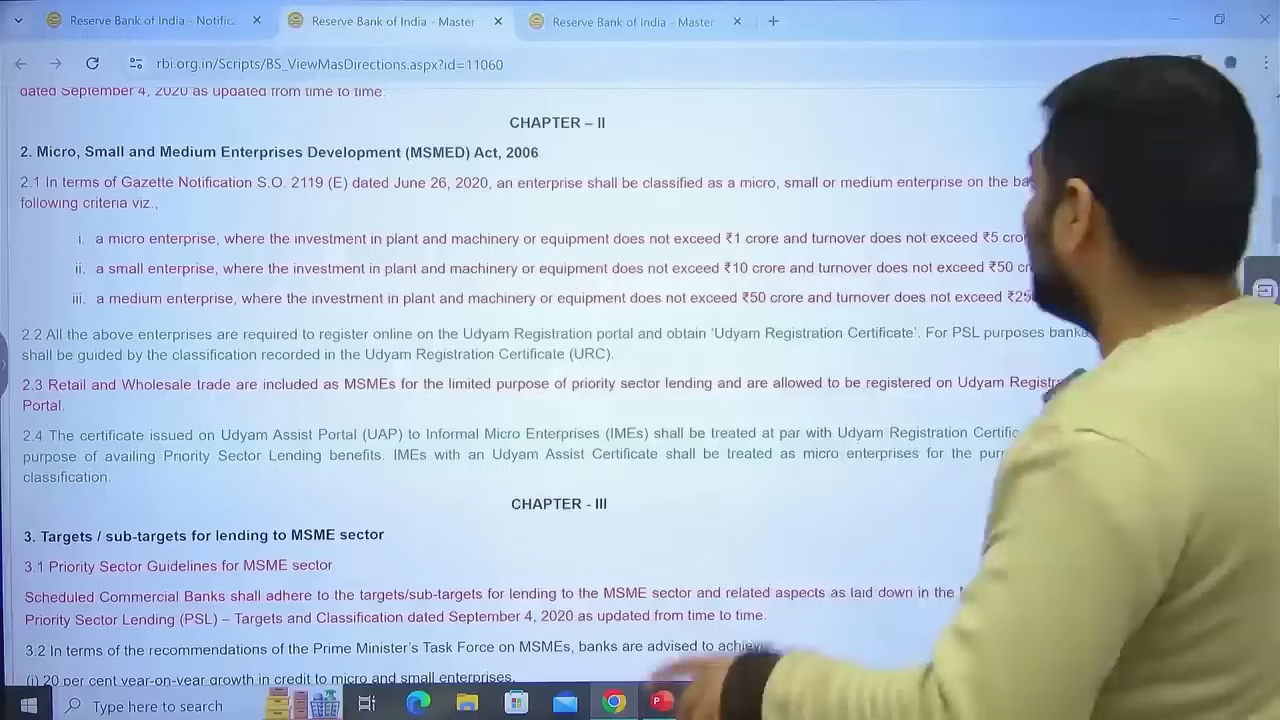 Reserve Bank of India - Notific
Reserve Bank of India - Master
Reserve Bank of India - Master
rbi.org.in/Scripts/BS_ViewMasDirections.aspx?id=11060
dated September 4, 2020 as updated from time to time.
CHAPTER – II
2. Micro, Small and Medium Enterprises Development (MSMED) Act, 2006
2.1 In terms of Gazette Notification S.O. 2119 (E) dated June 26, 2020, an enterprise shall be classified as a micro, small or medium enterprise on the
following criteria viz.,
i. a micro enterprise, where the investment in plant and machinery or equipment does not exceed ₹1 crore and turnover does not exceed ₹5
ii. a small enterprise, where the investment in plant and machinery or equipment does not exceed ₹10 crore and turnover does not exceed ₹50
iii. a medium enterprise, where the investment in plant and machinery or equipment does not exceed ₹50 crore and turnover does not exceed
2.2 All the above enterprises are required to register online on the Udyam Registration portal and obtain ‘Udyam Registration Certificate’. For PSL purposes
shall be guided by the classification recorded in the Udyam Registration Certificate (URC).
2.3 Retail and Wholesale trade are included as MSMEs for the limited purpose of priority sector lending and are allowed to be registered on Udyam
Portal.
2.4 The certificate issued on Udyam Assist Portal (UAP) to Informal Micro Enterprises (IMEs) shall be treated at par with Udyam Registration
purpose of availing Priority Sector Lending benefits. IMEs with an Udyam Assist Certificate shall be treated as micro enterprises for the
classification.
CHAPTER - III
3. Targets / sub-targets for lending to MSME sector
3.1 Priority Sector Guidelines for MSME sector
Scheduled Commercial Banks shall adhere to the targets/sub-targets for lending to the MSME sector and related aspects as laid down in the
Priority Sector Lending (PSL) – Targets and Classification dated September 4, 2020 as updated from time to time.
3.2 In terms of the recommendations of the Prime Minister’s Task Force on MSMEs, banks are advised to
(i) 20 per cent year-on-year growth in credit to micro and small enterprises,
Type here to search